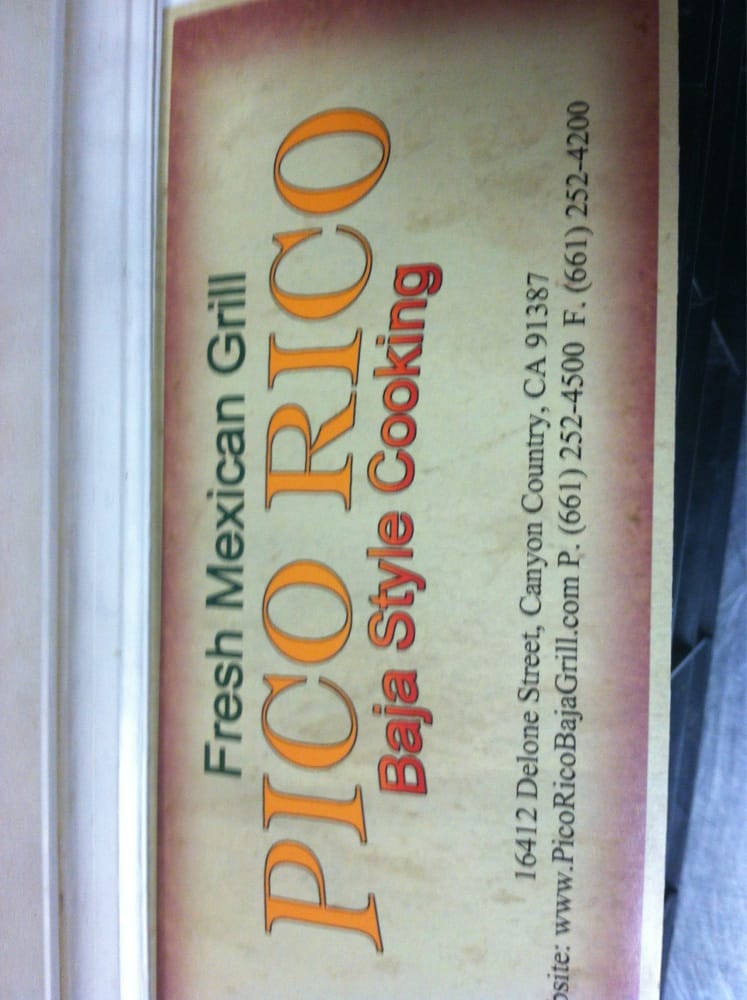 Fresh Mexican Grill
PICO RICO
Baja Style Cooking
16412 Delone Street, Canyon Country, CA 91387
www.PicoRicoBajaGrill.com P. (661) 252-4500 F. (661) 252-4200